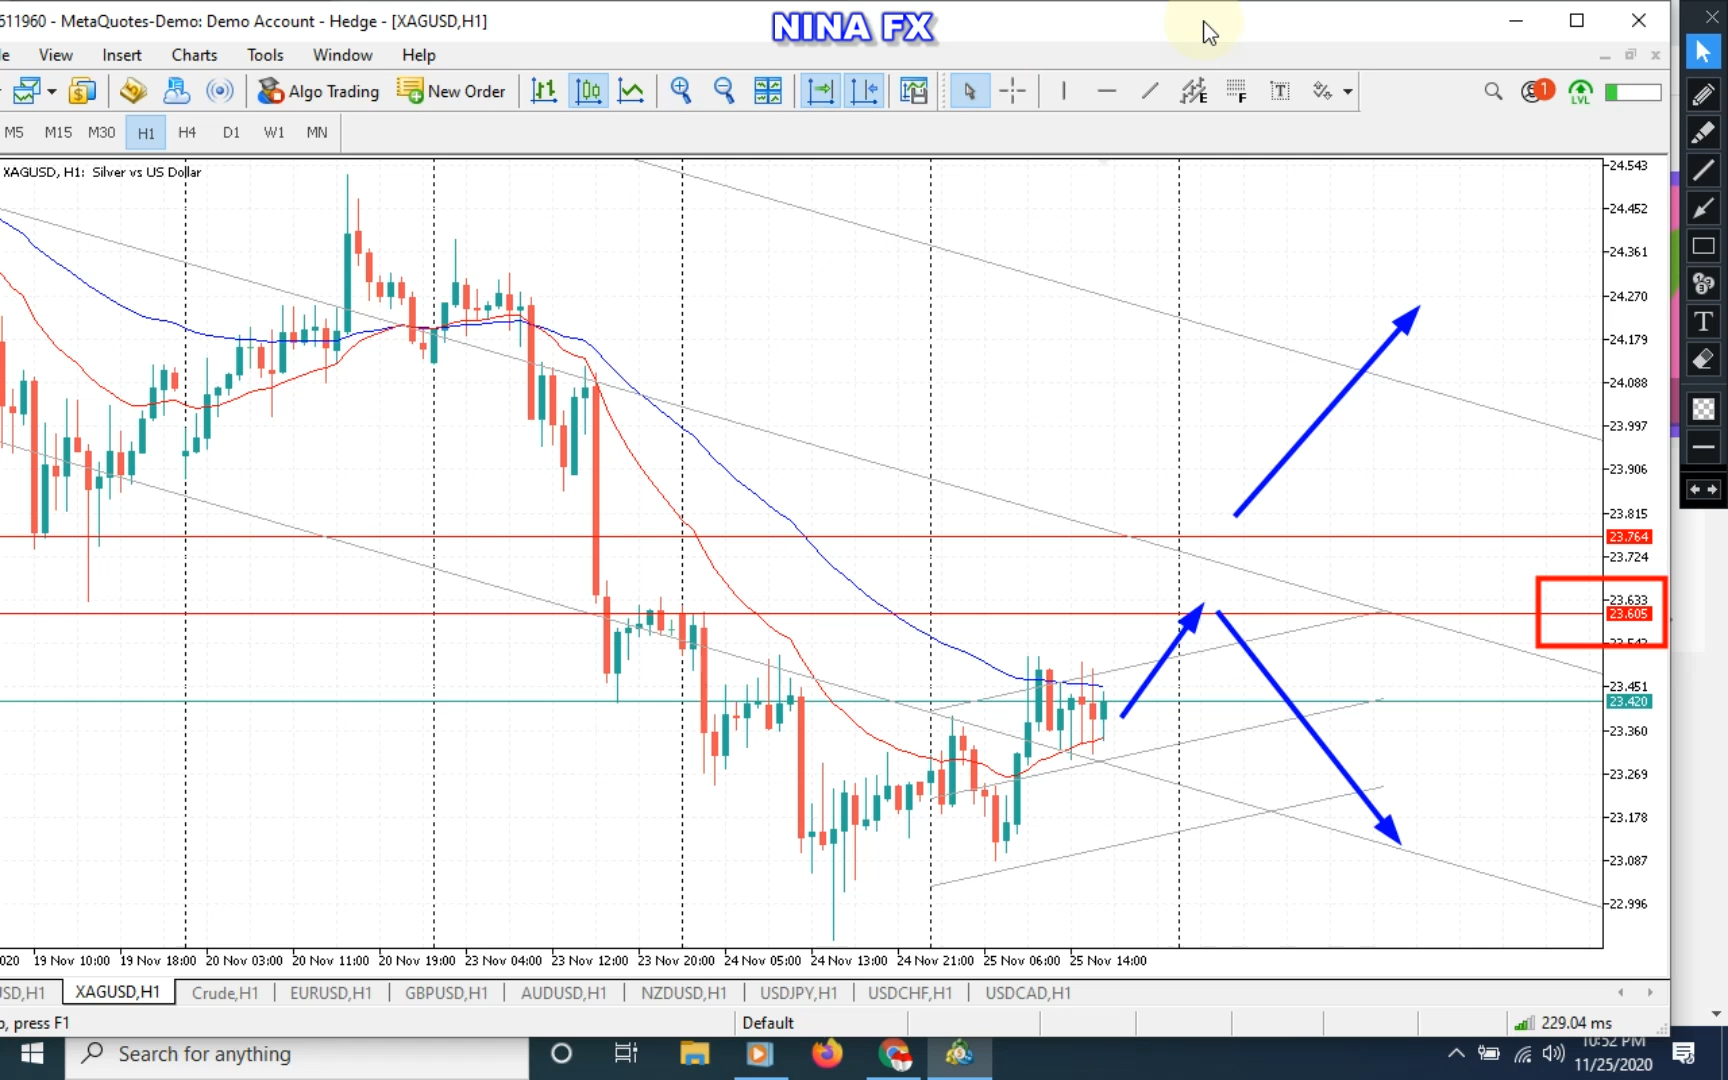 611960 - MetaQuotes-Demo: Demo Account - Hedge - [XAGUSD,H1]
NINA FX
View Insert Charts Tools Window Help
Algo Trading New Order
E F T 1 LVL
M5 M15 M30 H1 H4 D1 W1 MN
XAGUSD, H1: Silver vs US Dollar
24.543
24.452
24.361
24.270
24.179
24.088
23.997
23.906
23.815
23.764
23.724
23.633
23.605
23.451
23.420
23.360
23.269
23.178
23.087
22.996
T
19 Nov 10:00 19 Nov 18:00 20 Nov 03:00 20 Nov 11:00 20 Nov 19:00 23 Nov 04:00 23 Nov 12:00 23 Nov 20:00 24 Nov 05:00 24 Nov 13:00 24 Nov 21:00 25 Nov 06:00 25 Nov 14:00
XAGUSD,H1 Crude,H1 EURUSD,H1 GBPUSD,H1 AUDUSD,H1 NZDUSD,H1 USDJPY,H1 USDCHF,H1 USDCAD,H1
press F1 Default 229.04 ms
Search for anything
10:52 PM
11/25/2020